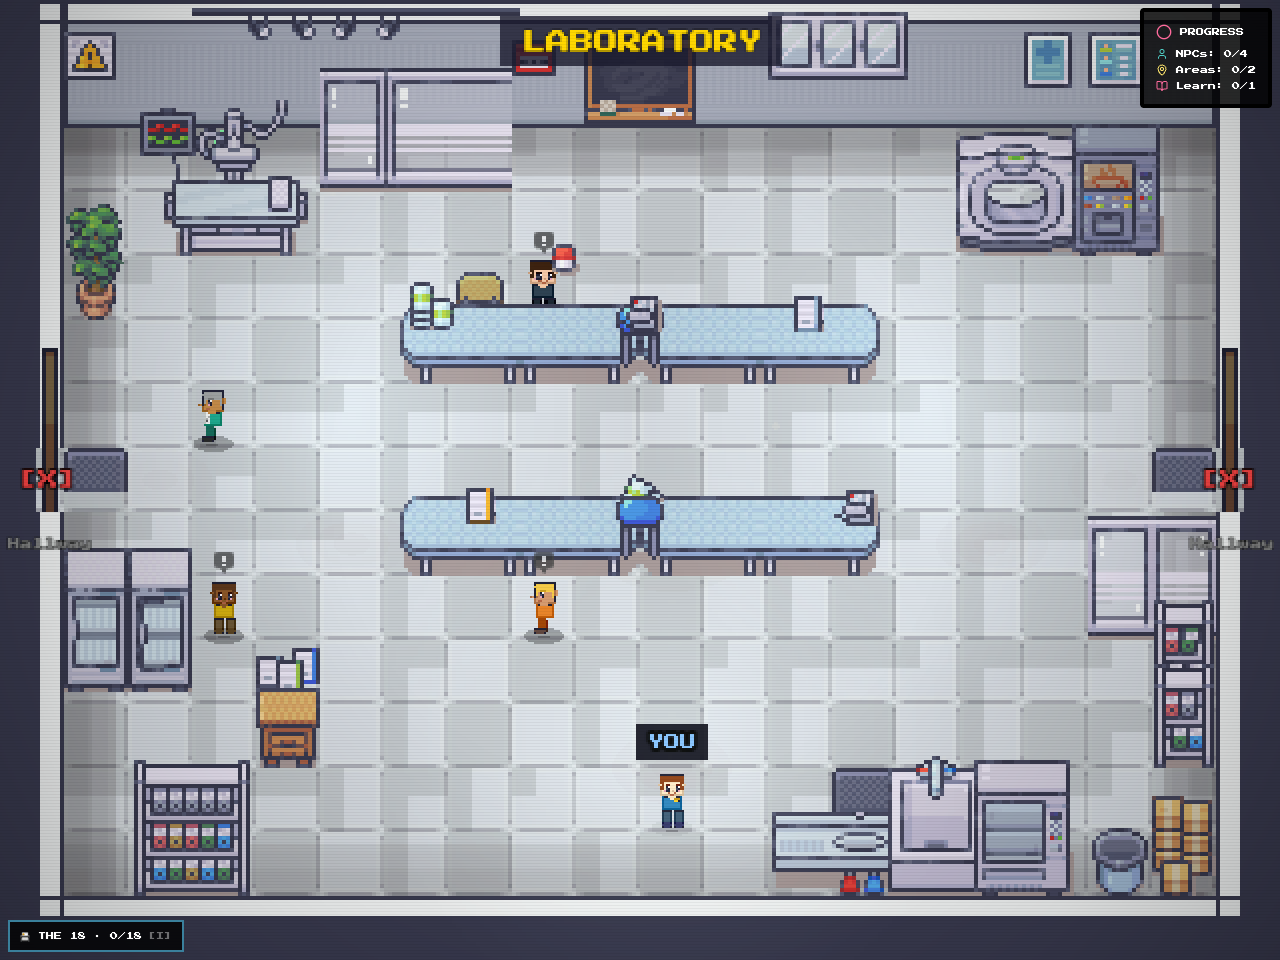 LABORATORY
PROGRESS
NPCs: 0/4
Areas: 0/2
Learn: 0/1
!
[X]
[X]
Hallway
Hallway
!
!
YOU
THE 18 · 0/18 [I]